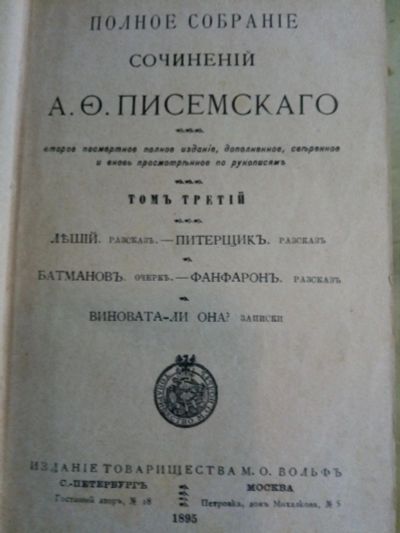 ПОЛНОЕ СОБРАНІЕ
СОЧИНЕНІЙ
А. Ѳ. ПИСЕМСКАГО
второе посмертное полное изданіе, дополненное, свѣренное
и вновь просмотрѣнное по рукописямъ
ТОМЪ ТРЕТІЙ
ЛѢШІЙ. РАЗСКАЗЪ.—ПИТЕРЩИКЪ. РАЗСКАЗЪ
БАТМАНОВЪ. ОЧЕРКЪ.—ФАНФАРОНЪ. РАЗСКАЗЪ
ВИНОВАТА-ЛИ ОНА? ЗАПИСКИ
ИЗДАНІЕ ТОВАРИЩЕСТВА М. О. ВОЛЬФЪ
С.-ПЕТЕРБУРГЪ МОСКВА
Гостиный дворъ, № 18 Петровка, домъ Михалкова, № 5
1895